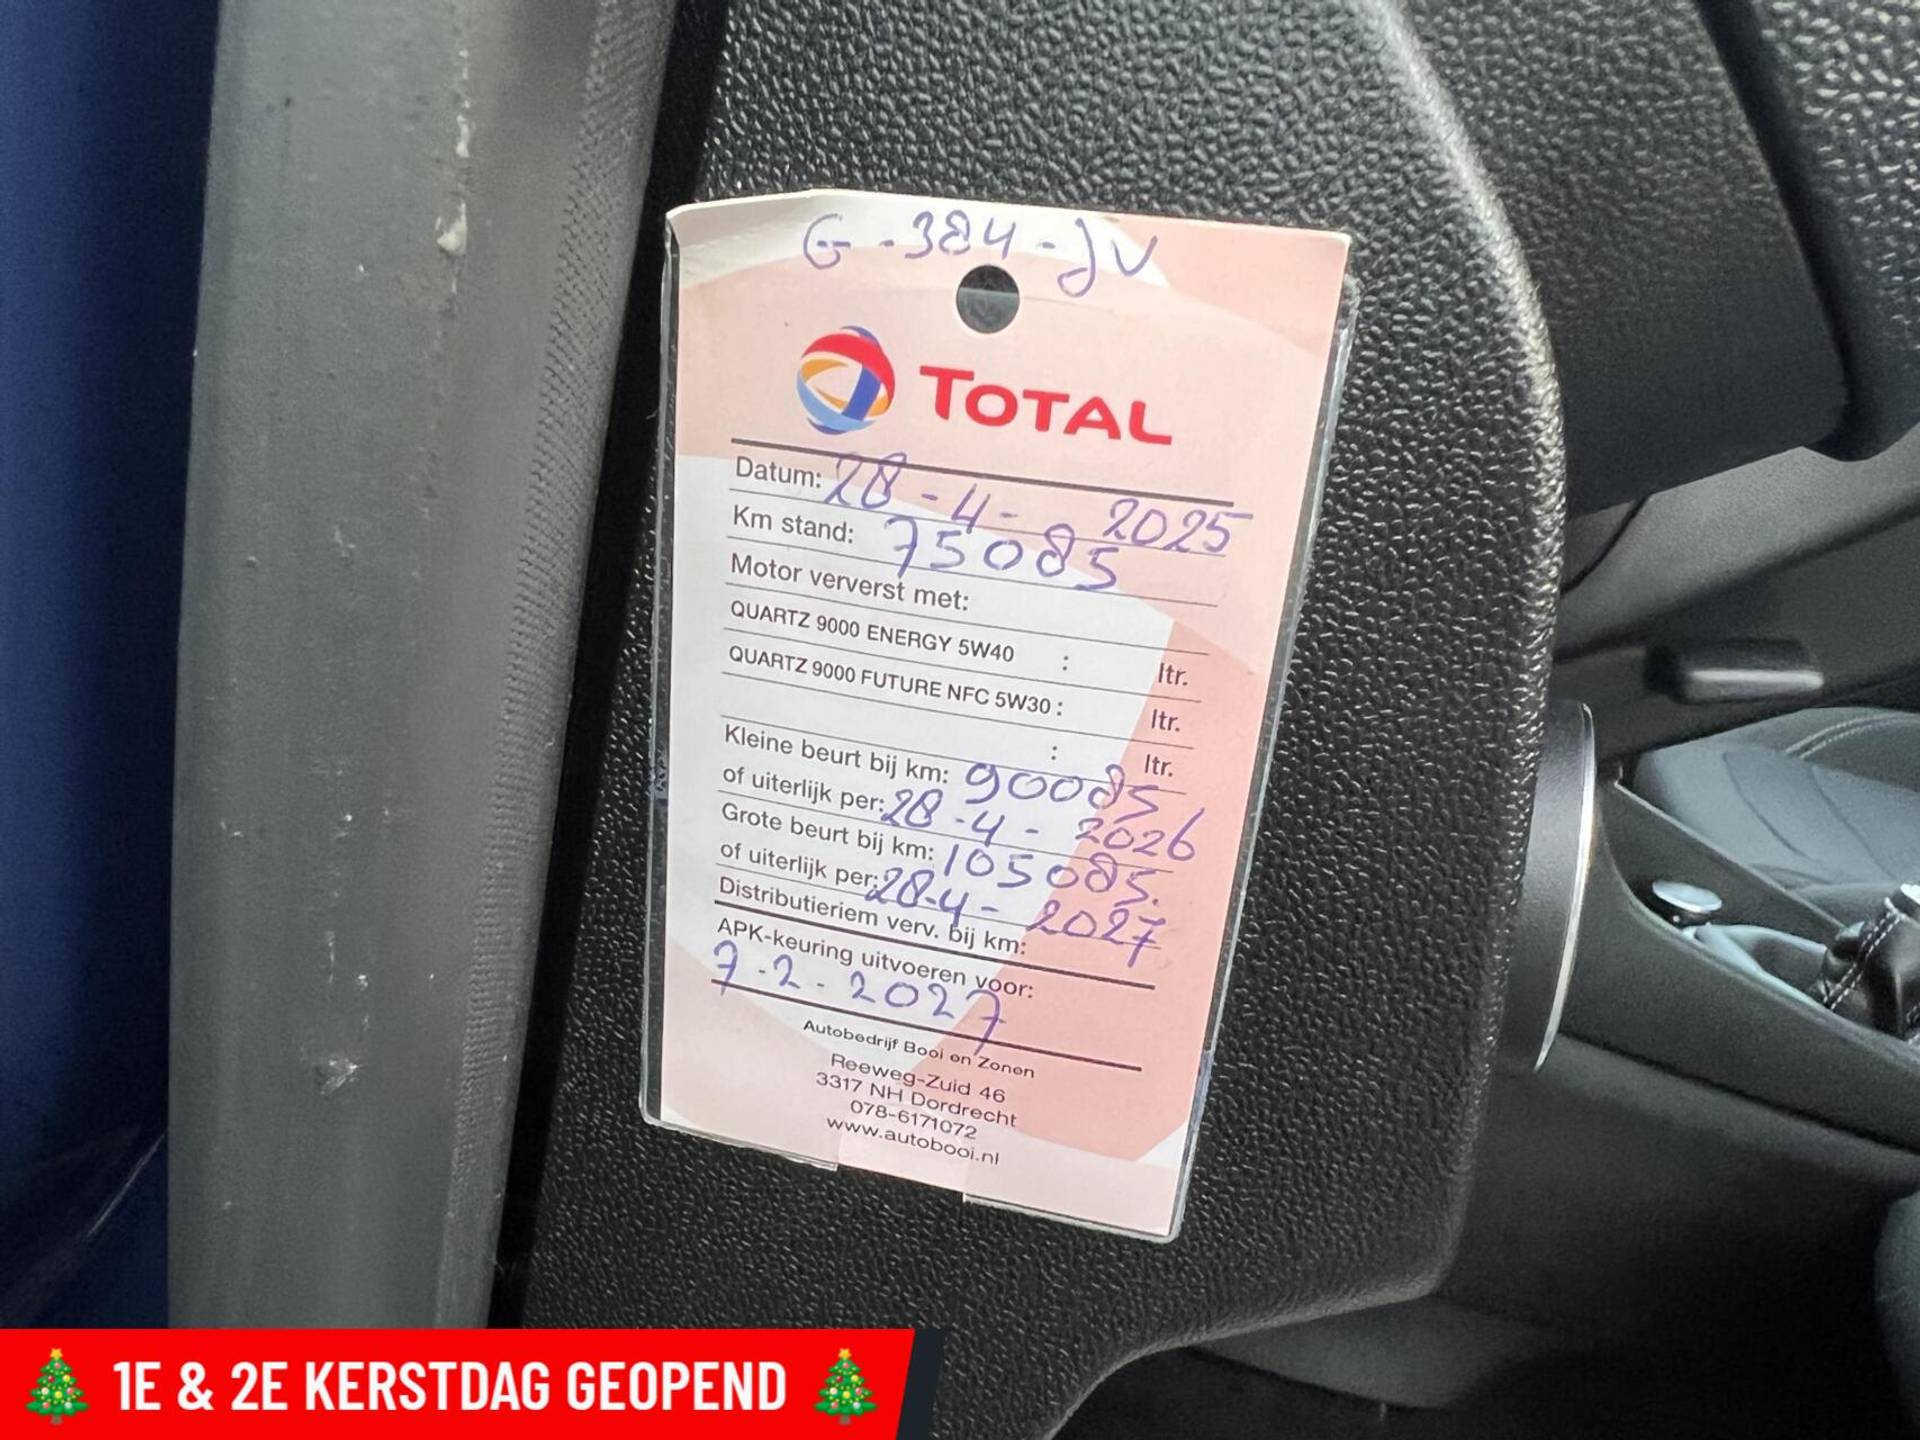 G-384-JV
TOTAL
Datum: 28-4-2025
Km stand: 75085
Motor ververst met:
QUARTZ 9000 ENERGY 5W40 : ltr.
QUARTZ 9000 FUTURE NFC 5W30 : ltr.
: ltr.
Kleine beurt bij km: 90085
of uiterlijk per: 28-4-2026
Grote beurt bij km: 105085.
of uiterlijk per: 28-4-2027
Distributieriem verv. bij km:
APK-keuring uitvoeren voor:
7-2-2027
Autobedrijf Booi en Zonen
Reeweg-Zuid 46
3317 NH Dordrecht
078-6171072
www.autobooi.nl
1E & 2E KERSTDAG GEOPEND